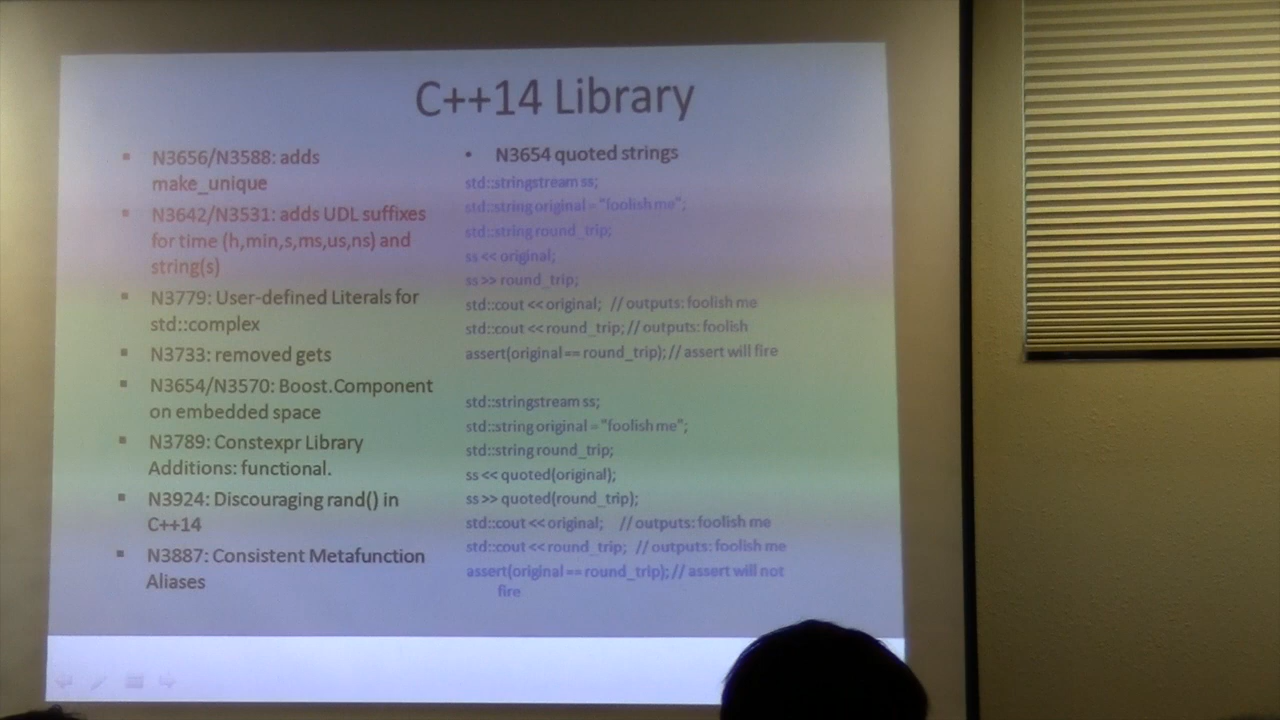 C++14 Library
▪ N3656/N3588: adds
make_unique
▪ N3642/N3531: adds UDL suffixes
for time (h,min,s,ms,us,ns) and
string(s)
▪ N3779: User-defined Literals for
std::complex
▪ N3733: removed gets
▪ N3654/N3570: Boost.Component
on embedded space
▪ N3789: Constexpr Library
Additions: functional.
▪ N3924: Discouraging rand() in
C++14
▪ N3887: Consistent Metafunction
Aliases
• N3654 quoted strings
std::stringstream ss;
std::string original = "foolish me";
std::string round_trip;
ss << original;
ss >> round_trip;
std::cout << original; // outputs: foolish me
std::cout << round_trip; // outputs: foolish
assert(original == round_trip); // assert will fire
std::stringstream ss;
std::string original = "foolish me";
std::string round_trip;
ss << quoted(original);
ss >> quoted(round_trip);
std::cout << original; // outputs: foolish me
std::cout << round_trip; // outputs: foolish me
assert(original == round_trip); // assert will not
fire